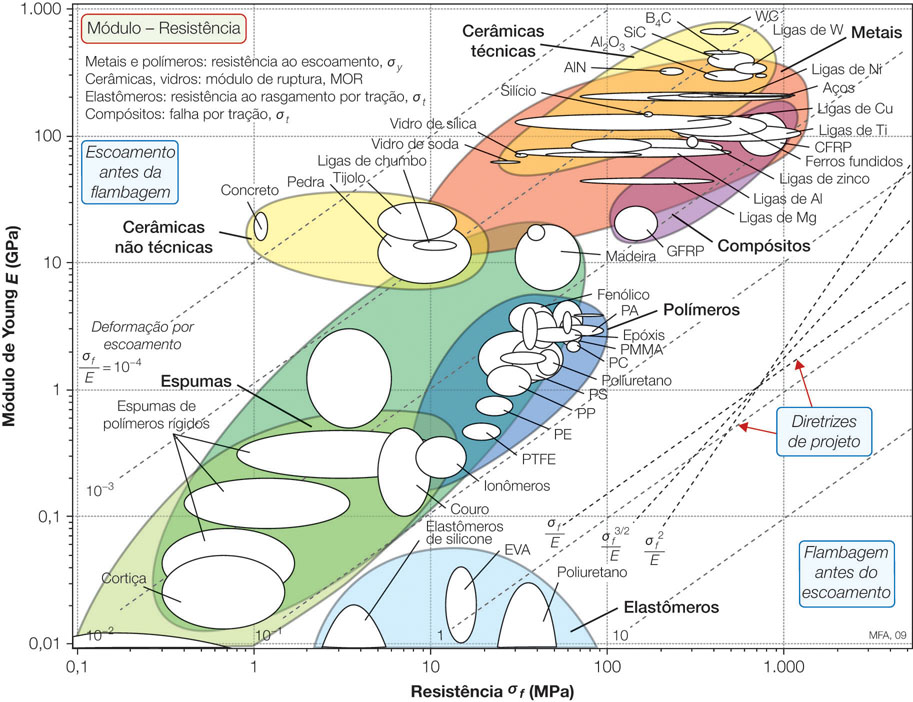 1.000
100
10
1
0,1
0,01
Módulo de Young E (GPa)
Módulo – Resistência
Metais e polímeros: resistência ao escoamento, σy
Cerâmicas, vidros: módulo de ruptura, MOR
Elastômeros: resistência ao rasgamento por tração, σt
Compósitos: falha por tração, σt
Escoamento
antes da
flambagem
Cerâmicas
técnicas
B4C
WC
SiC
Ligas de W
Al2O3
Metais
AlN
Ligas de Ni
Silício
Aços
Ligas de Cu
Vidro de sílica
Ligas de Ti
Vidro de soda
CFRP
Ligas de chumbo
Ferros fundidos
Tijolo
Ligas de zinco
Pedra
Concreto
Ligas de Al
Ligas de Mg
Cerâmicas
não técnicas
Compósitos
GFRP
Madeira
Fenólico
PA
Polímeros
Epóxis
PMMA
PC
Poliuretano
PS
PP
PE
PTFE
Ionômeros
Couro
Deformação por
escoamento
σf/E = 10⁻⁴
Espumas
Espumas de
polímeros rígidos
10⁻³
Diretrizes
de projeto
Elastômeros
de silicone
EVA
Poliuretano
σf/E
σf^3/2/E
σf²/E
Flambagem
antes do
escoamento
Cortiça
Elastômeros
10⁻²
10⁻¹
1
10
MFA, 09
0,1
1
10
100
1.000
Resistência σf (MPa)